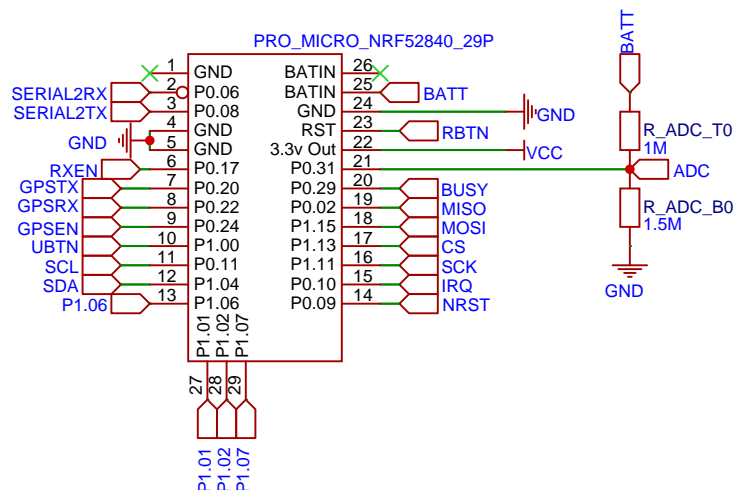 PRO_MICRO_NRF52840_29P
1 GND BATIN 26
SERIAL2RX 2 P0.06 BATIN 25 BATT
SERIAL2TX 3 P0.08 GND 24 GND
GND 4 GND RST 23 RBTN
5 GND 3.3v Out 22 VCC
RXEN 6 P0.17 P0.31 21 ADC
GPSTX 7 P0.20 P0.29 20 BUSY
GPSRX 8 P0.22 P0.02 19 MISO
GPSEN 9 P0.24 P1.15 18 MOSI
UBTN 10 P1.00 P1.13 17 CS
SCL 11 P0.11 P1.11 16 SCK
SDA 12 P1.04 P0.10 15 IRQ
P1.06 13 P1.06 P0.09 14 NRST
P1.01 27 P1.01
P1.02 28 P1.02
P1.07 29 P1.07
BATT
R_ADC_T0
1M
R_ADC_B0
1.5M
GND